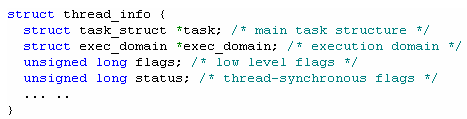 struct thread_info {
  struct task_struct *task; /* main task structure */
  struct exec_domain *exec_domain; /* execution domain */
  unsigned long flags; /* low level flags */
  unsigned long status; /* thread-synchronous flags */
  ... ..
}